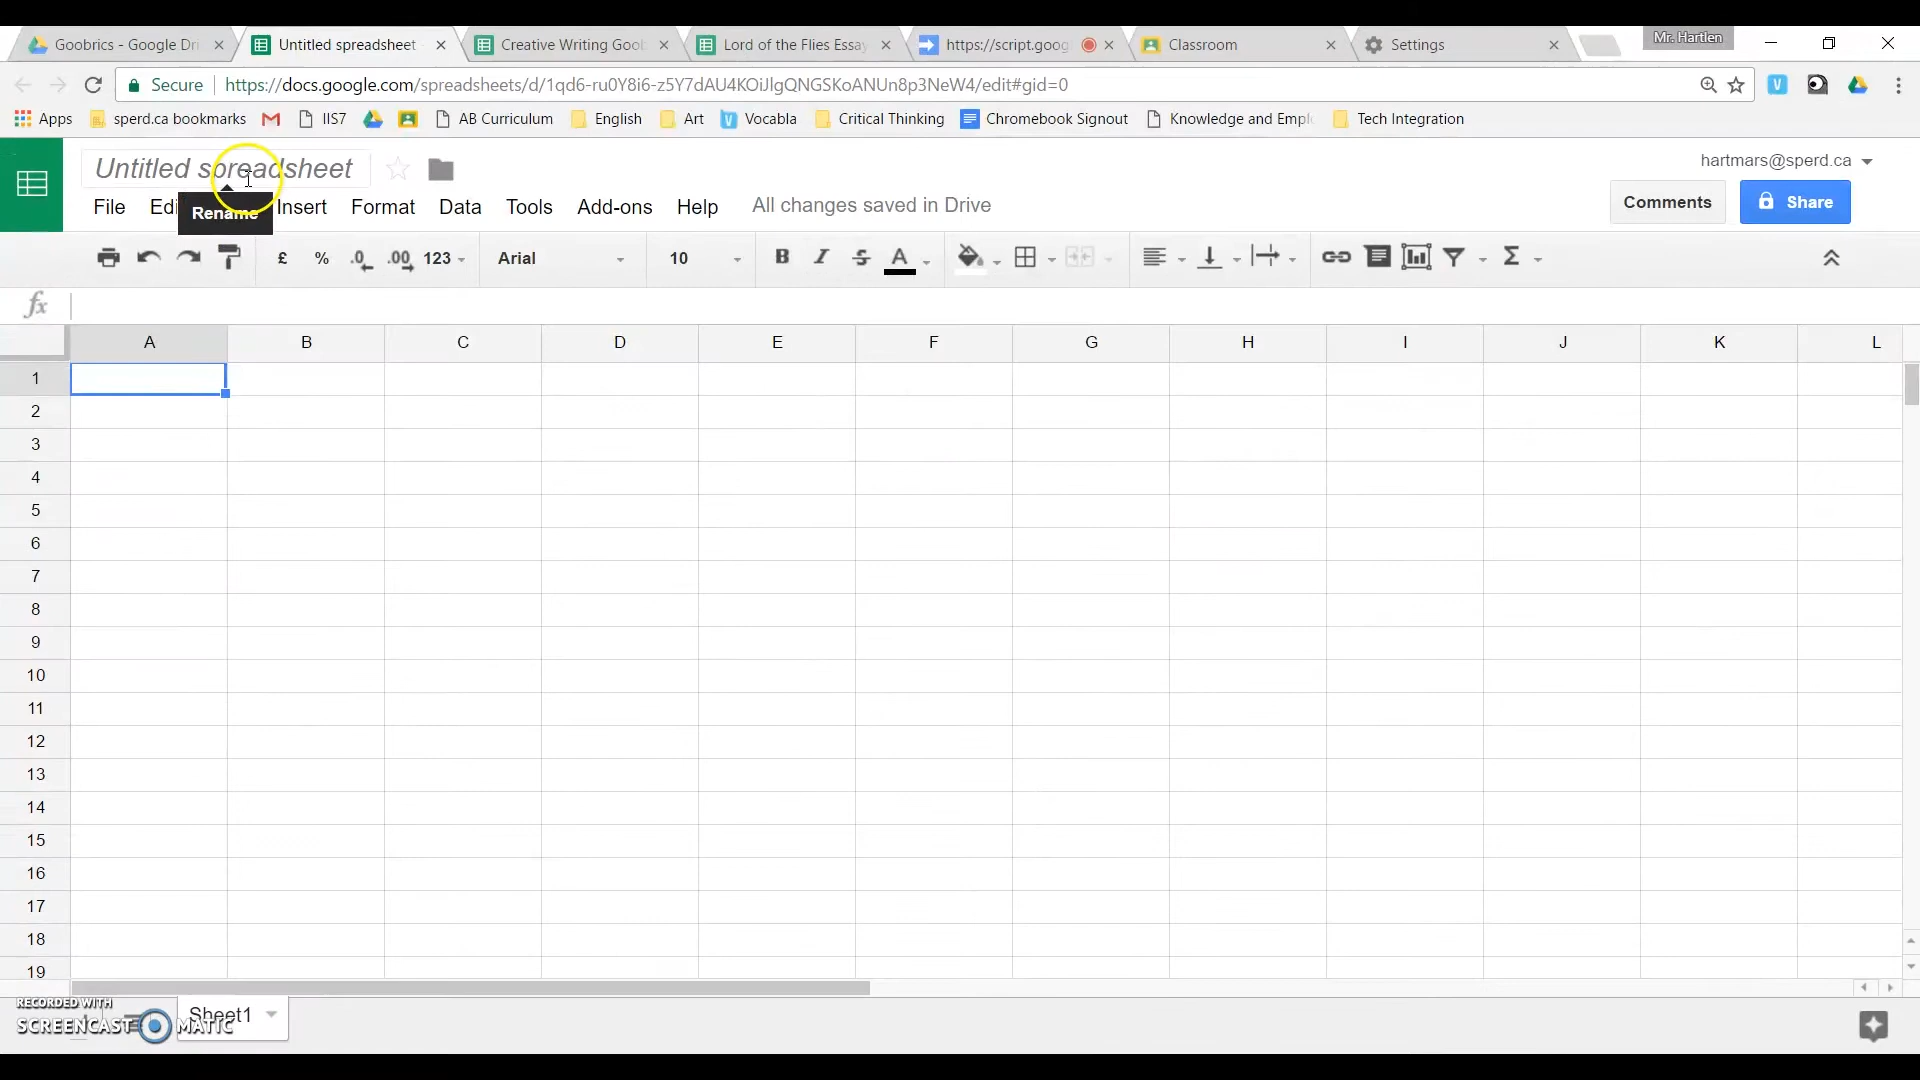 Mr. Hartlen
Goobrics - Google Dri
Untitled spreadsheet
Creative Writing Goob
Lord of the Flies Essay
https://script.goog
Classroom
Settings
Secure
https://docs.google.com/spreadsheets/d/1qd6-ru0Y8i6-z5Y7dAU4KOiJlgQNGSKoANUn8p3NeW4/edit#gid=0
Apps
sperd.ca bookmarks
IIS7
AB Curriculum
English
Art
Vocabla
Critical Thinking
Chromebook Signout
Knowledge and Empl
Tech Integration
Untitled spreadsheet
hartmars@sperd.ca
File Edi Insert Format Data Tools Add-ons Help
Rename
All changes saved in Drive
Comments
Share
£ % .0 .00 123 Arial 10 B I S A Σ
fx
A B C D E F G H I J K L
1
2
3
4
5
6
7
8
9
10
11
12
13
14
15
16
17
18
19
RECORDED WITH
SCREENCAST MATIC
Sheet1